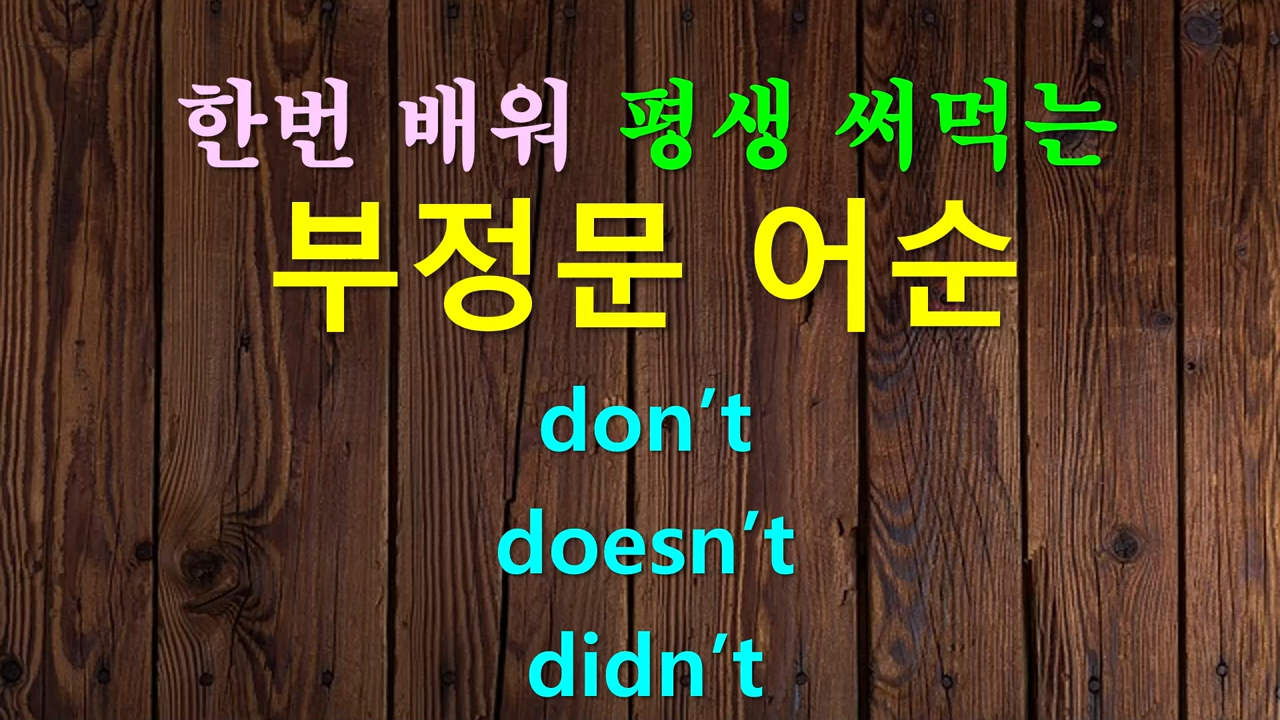 한번 배워 평생 써먹는
부정문 어순
don’t
doesn’t
didn’t